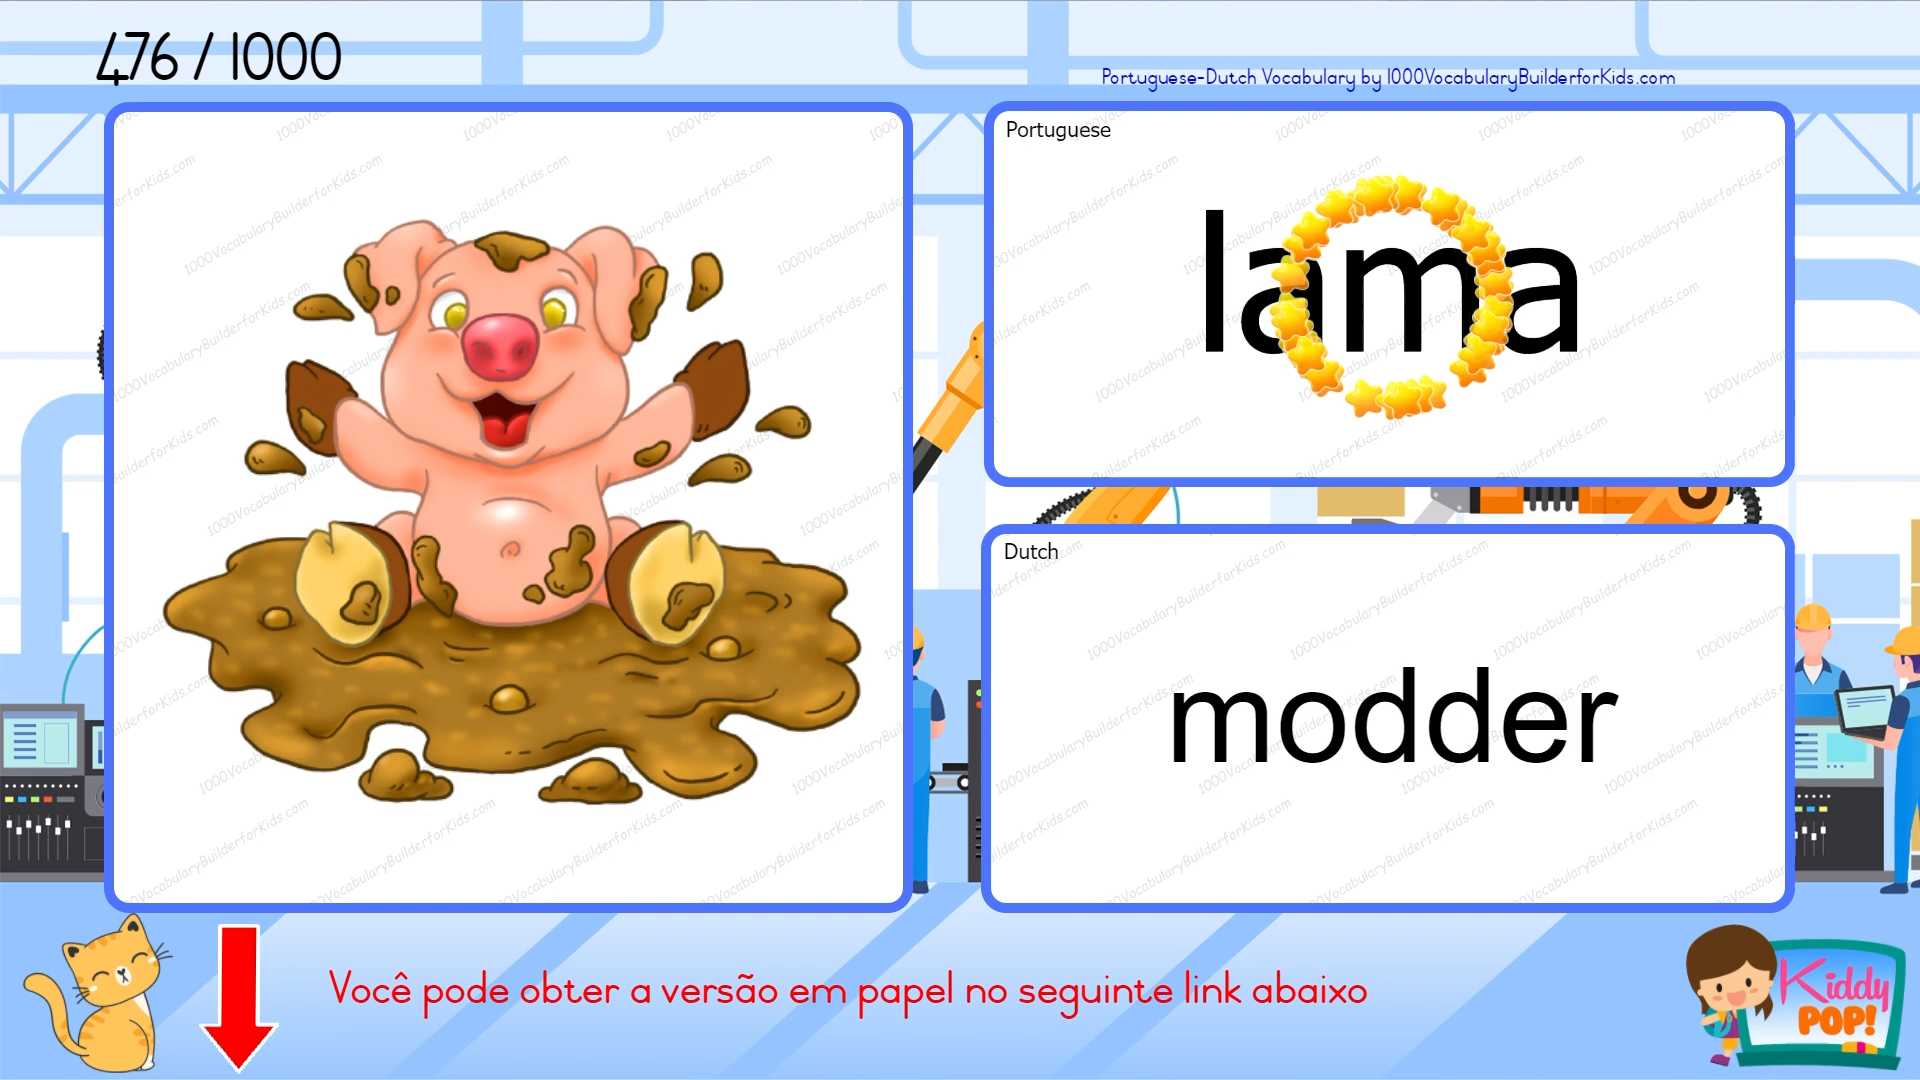 476 / 1000
Portuguese-Dutch Vocabulary by 1000VocabularyBuilderforKids.com
Portuguese
lama
Dutch
modder
Você pode obter a versão em papel no seguinte link abaixo
Kiddy
POP!